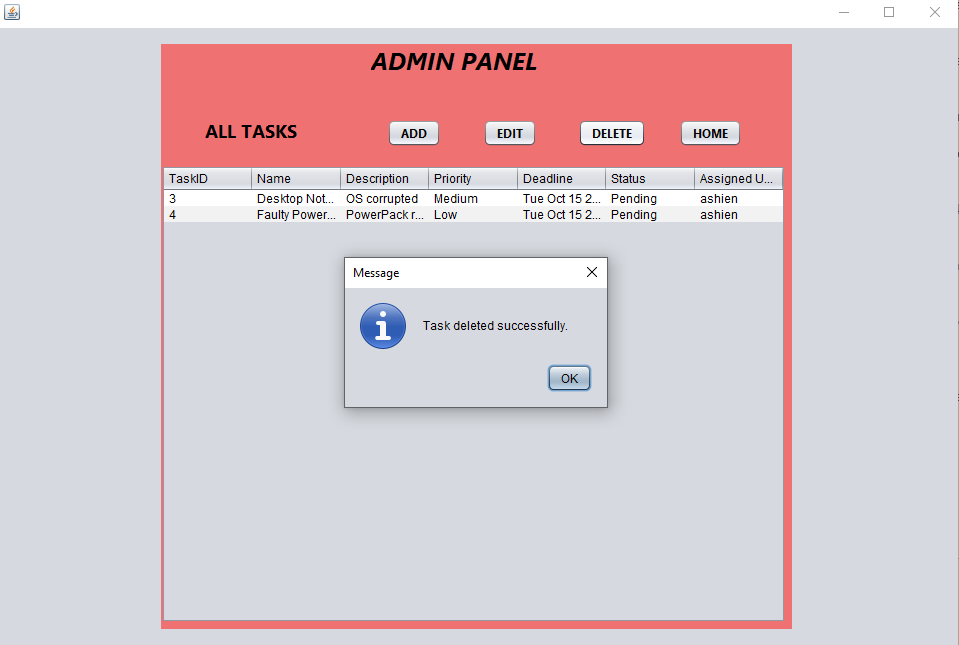 ADMIN PANEL
ALL TASKS ADD EDIT DELETE HOME
TaskID Name Description Priority Deadline Status Assigned U...
3 Desktop Not... OS corrupted Medium Tue Oct 15 2... Pending ashien
4 Faulty Power... PowerPack r... Low Tue Oct 15 2... Pending ashien
Message
Task deleted successfully.
OK